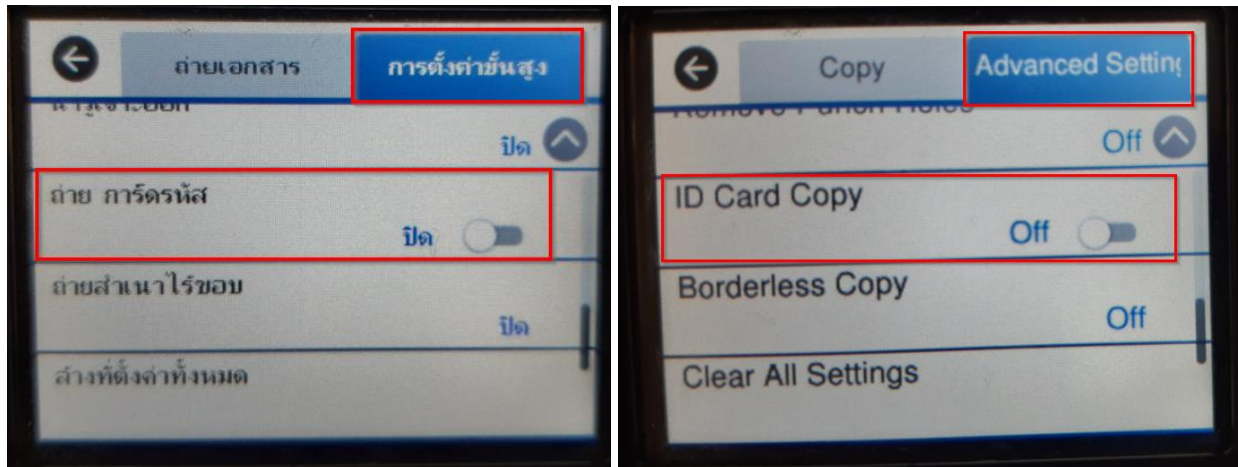 ถ่ายเอกสาร การตั้งค่าขั้นสูง
ปิด
ถ่าย การ์ดรหัส
ปิด
ถ่ายสำเนาไร้ขอบ
ปิด
ล้างที่ตั้งค่าทั้งหมด
Copy Advanced Setting
Remove Punch Holes
Off
ID Card Copy
Off
Borderless Copy
Off
Clear All Settings